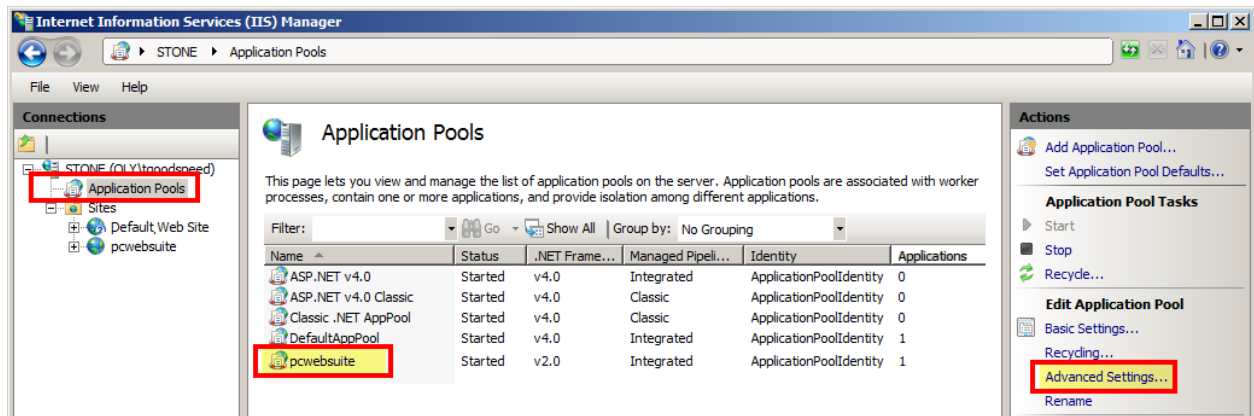 Internet Information Services (IIS) Manager
STONE Application Pools
File View Help
Connections
STONE (OLY\tgoodspeed)
Application Pools
Sites
Default Web Site
pcwebsuite
Application Pools
This page lets you view and manage the list of application pools on the server. Application pools are associated with worker
processes, contain one or more applications, and provide isolation among different applications.
Filter: Go Show All Group by: No Grouping
Name Status .NET Frame... Managed Pipeli... Identity Applications
ASP.NET v4.0 Started v4.0 Integrated ApplicationPoolIdentity 0
ASP.NET v4.0 Classic Started v4.0 Classic ApplicationPoolIdentity 0
Classic .NET AppPool Started v4.0 Classic ApplicationPoolIdentity 0
DefaultAppPool Started v4.0 Integrated ApplicationPoolIdentity 1
pcwebsuite Started v2.0 Integrated ApplicationPoolIdentity 1
Actions
Add Application Pool...
Set Application Pool Defaults...
Application Pool Tasks
Start
Stop
Recycle...
Edit Application Pool
Basic Settings...
Recycling...
Advanced Settings...
Rename